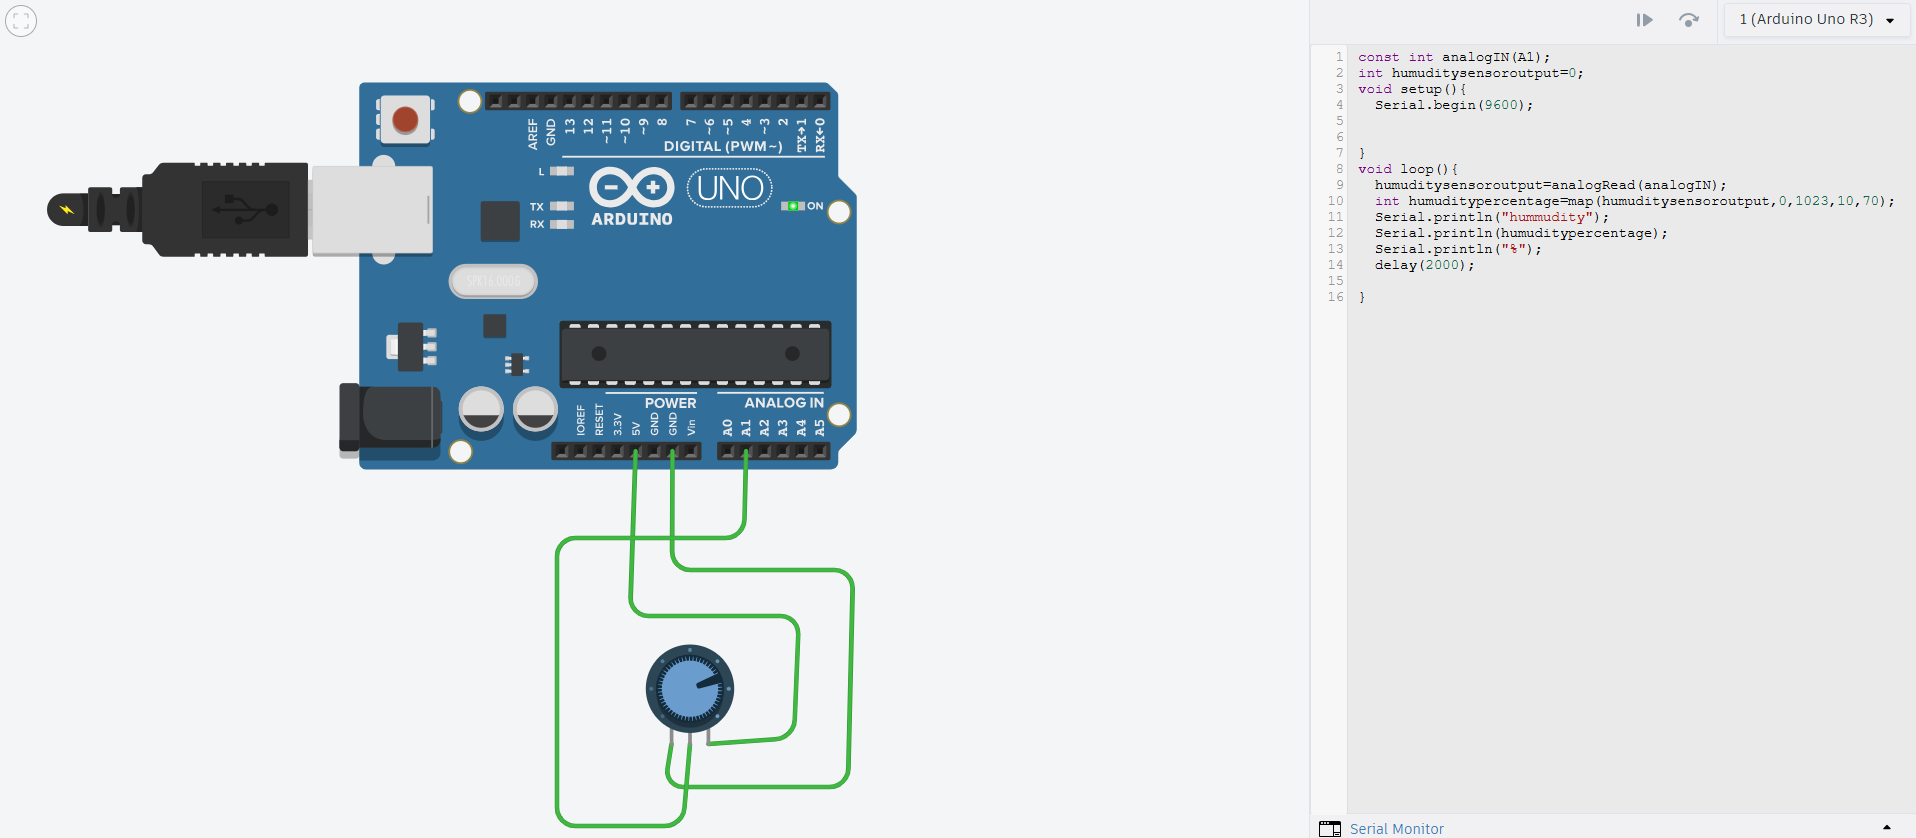 1 (Arduino Uno R3)
AREF
GND
13
12
~11
~10
~9
8
7
~6
~5
4
~3
2
TX→1
RX←0
DIGITAL (PWM~)
L
TX
RX
ARDUINO
UNO
ON
SPK16.000G
POWER
ANALOG IN
IOREF
RESET
3.3V
5V
GND
GND
Vin
A0
A1
A2
A3
A4
A5
1 const int analogIN(A1);
2 int humuditysensoroutput=0;
3 void setup(){
4 Serial.begin(9600);
5
6
7 }
8 void loop(){
9 humuditysensoroutput=analogRead(analogIN);
10 int humuditypercentage=map(humuditysensoroutput,0,1023,10,70);
11 Serial.println("hummudity");
12 Serial.println(humuditypercentage);
13 Serial.println("%");
14 delay(2000);
15
16 }
Serial Monitor